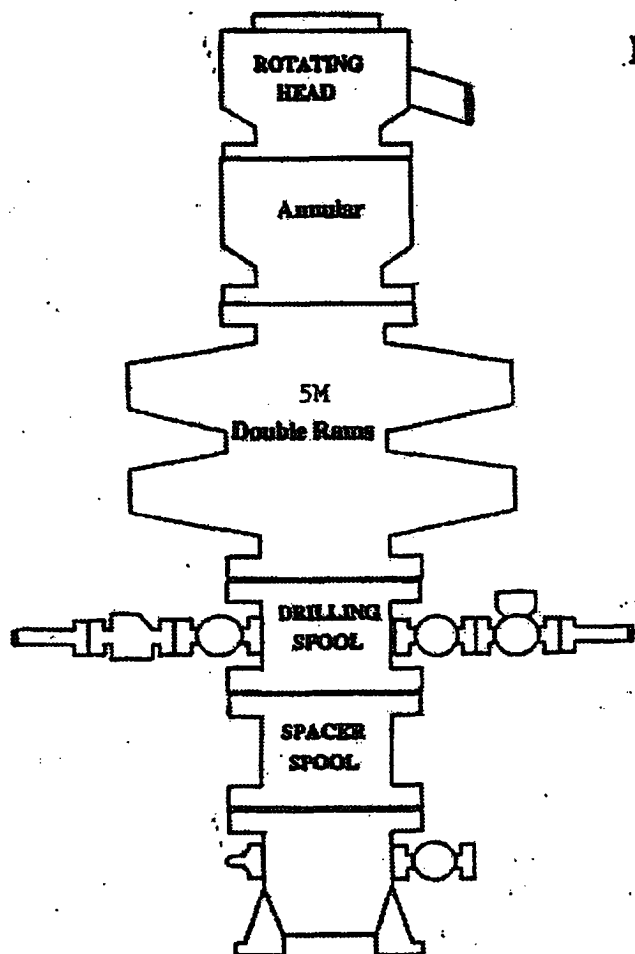 ROTATING
HEAD
Annular
5M
Double Rams
DRILLING
SPOOL
SPACER
SPOOL